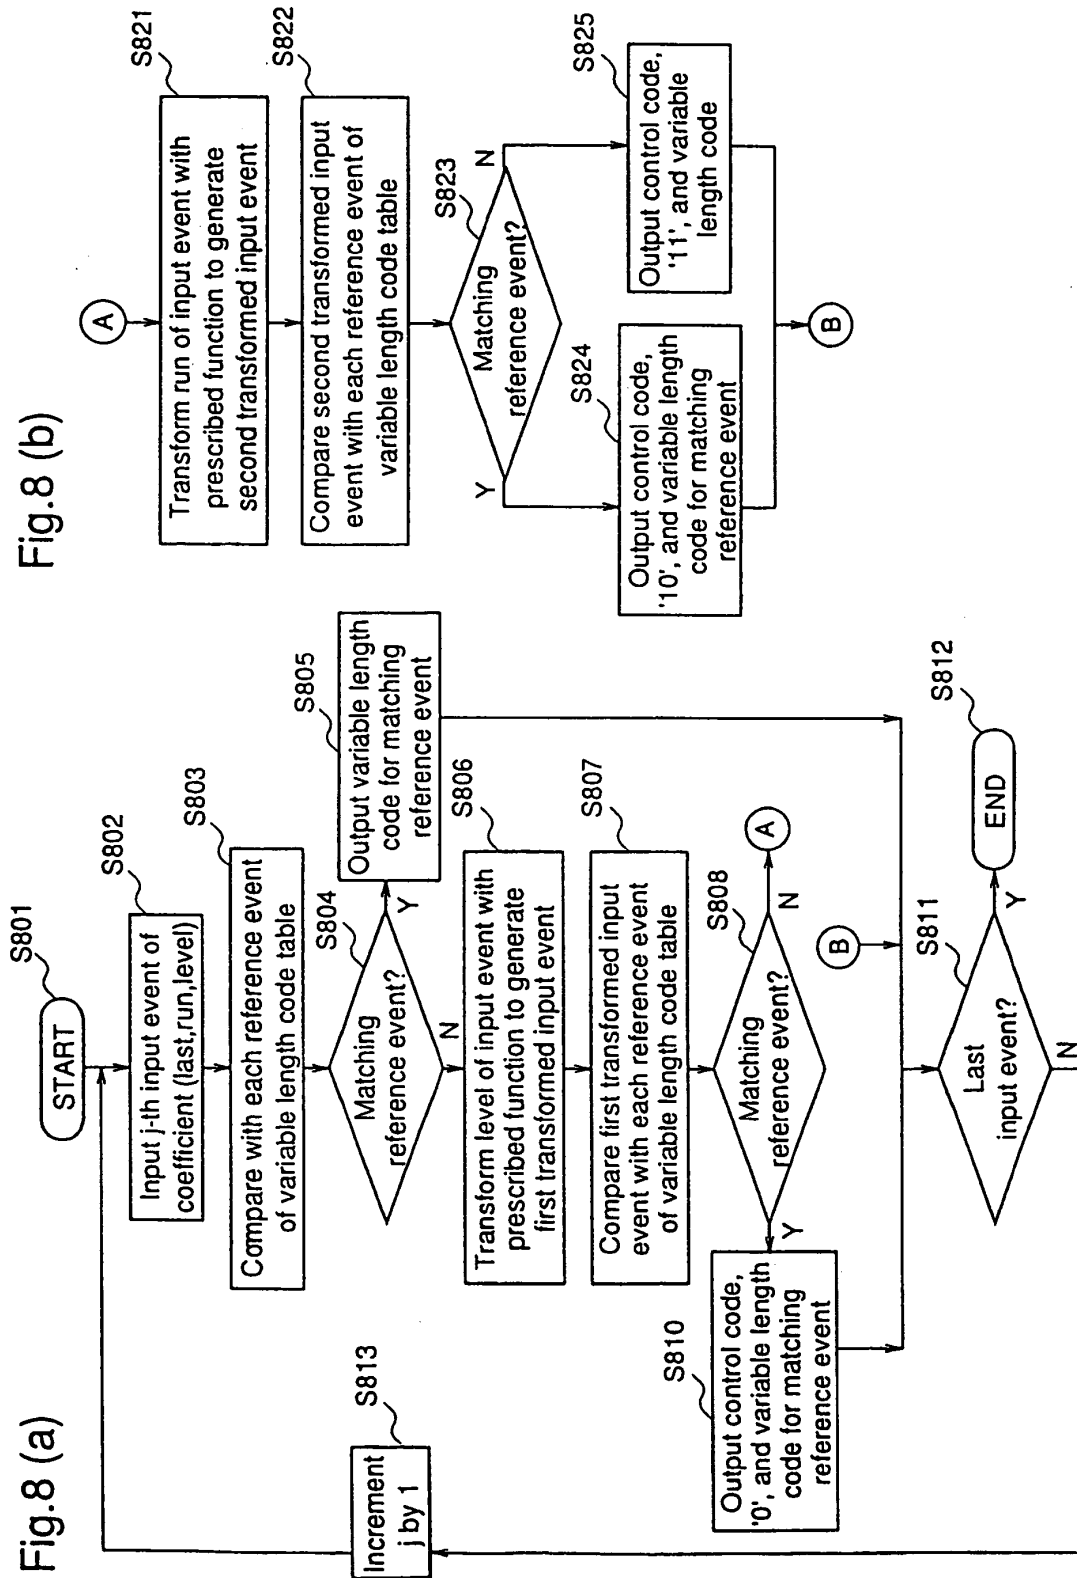 Fig.8 (a)
S801
START
S802
Input j-th input event of
coefficient (last,run,level)
S803
Compare with each reference event
of variable length code table
S804
Matching
reference event?
Y
N
S805
Output variable length
code for matching
reference event
S806
Transform level of input event with
prescribed function to generate
first transformed input event
S807
Compare first transformed input
event with each reference event
of variable length code table
S808
Matching
reference event?
Y
N
A
S810
Output control code,
'0', and variable length
code for matching
reference event
B
S811
Last
input event?
Y
N
S812
END
S813
Increment
j by 1
Fig.8 (b)
A
S821
Transform run of input event with
prescribed function to generate
second transformed input event
S822
Compare second transformed input
event with each reference event of
variable length code table
S823
Matching
reference event?
Y
N
S824
Output control code,
'10', and variable length
code for matching
reference event
S825
Output control code,
'11', and variable
length code
B